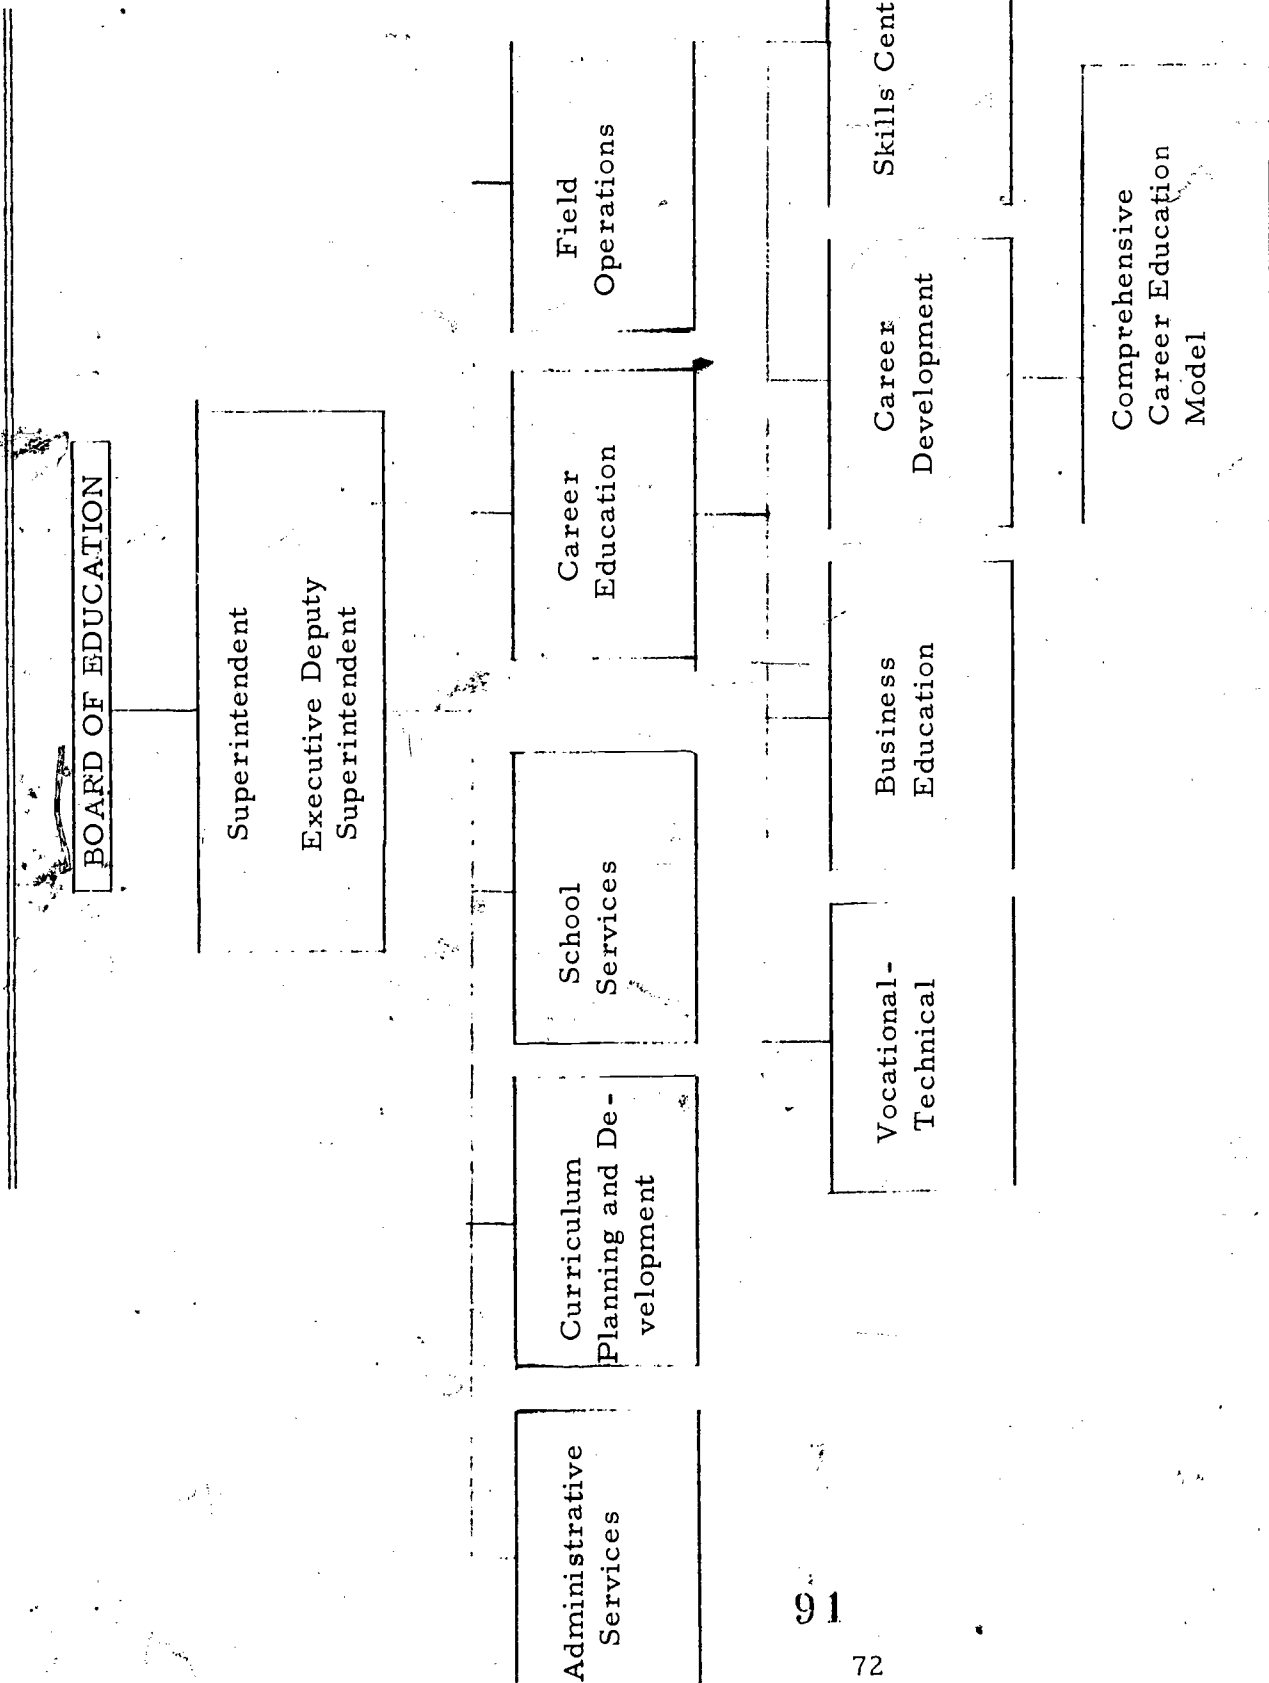 BOARD OF EDUCATION
Superintendent
Executive Deputy
Superintendent
Administrative
Services
Curriculum
Planning and De-
velopment
School
Services
Career
Education
Field
Operations
Vocational-
Technical
Business
Education
Career
Development
Skills Cent
Comprehensive
Career Education
Model
91
72